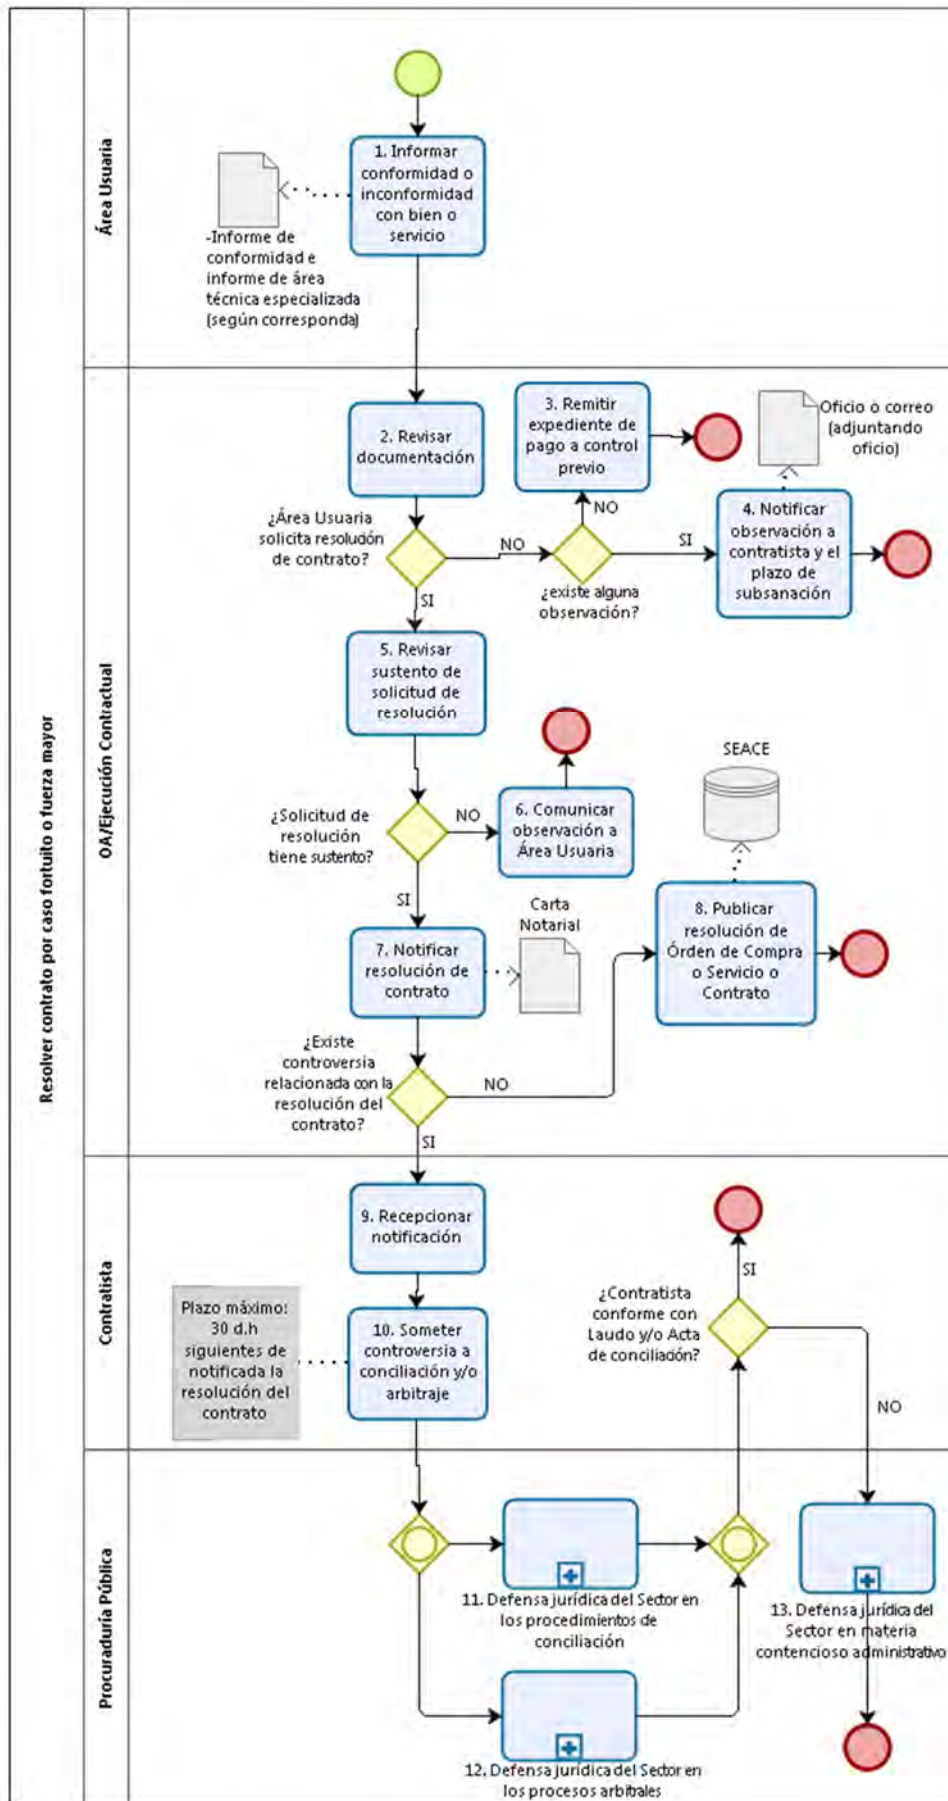 Resolver contrato por caso fortuito o fuerza mayor
Área Usuaria
1. Informar
conformidad o
inconformidad
con bien o
servicio
-Informe de
conformidad e
informe de área
técnica especializada
(según corresponda)
OA/Ejecución Contractual
2. Revisar
documentación
3. Remitir
expediente de
pago a control
previo
Oficio o correo
(adjuntando
oficio)
¿Área Usuaria
solicita resolución
de contrato?
NO
NO
SI
¿existe alguna
observación?
4. Notificar
observación a
contratista y el
plazo de
subsanación
SI
5. Revisar
sustento de
solicitud de
resolución
¿Solicitud de
resolución
tiene sustento?
NO
6. Comunicar
observación a
Área Usuaria
SEACE
SI
7. Notificar
resolución de
contrato
Carta
Notarial
8. Publicar
resolución de
Órden de Compra
o Servicio o
Contrato
¿Existe
controversia
relacionada con la
resolución del
contrato?
NO
SI
Contratista
9. Recepcionar
notificación
Plazo máximo:
30 d.h
siguientes de
notificada la
resolución del
contrato
10. Someter
controversia a
conciliación y/o
arbitraje
¿Contratista
conforme con
Laudo y/o Acta
de conciliación?
SI
NO
Procuraduría Pública
11. Defensa jurídica del Sector en
los procedimientos de
conciliación
12. Defensa jurídica del Sector en
los procesos arbitrales
13. Defensa jurídica del
Sector en materia
contencioso administrativo